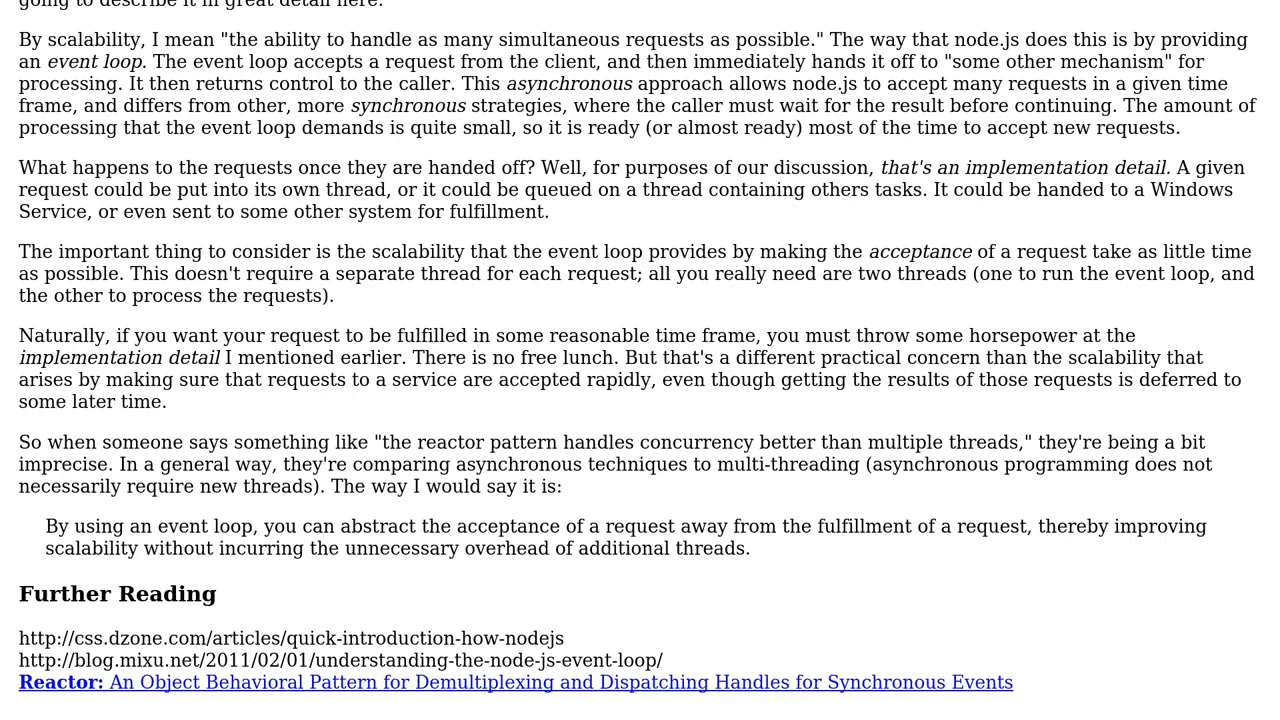 going to describe it in great detail here.
By scalability, I mean "the ability to handle as many simultaneous requests as possible." The way that node.js does this is by providing
an event loop. The event loop accepts a request from the client, and then immediately hands it off to "some other mechanism" for
processing. It then returns control to the caller. This asynchronous approach allows node.js to accept many requests in a given time
frame, and differs from other, more synchronous strategies, where the caller must wait for the result before continuing. The amount of
processing that the event loop demands is quite small, so it is ready (or almost ready) most of the time to accept new requests.
What happens to the requests once they are handed off? Well, for purposes of our discussion, that's an implementation detail. A given
request could be put into its own thread, or it could be queued on a thread containing others tasks. It could be handed to a Windows
Service, or even sent to some other system for fulfillment.
The important thing to consider is the scalability that the event loop provides by making the acceptance of a request take as little time
as possible. This doesn't require a separate thread for each request; all you really need are two threads (one to run the event loop, and
the other to process the requests).
Naturally, if you want your request to be fulfilled in some reasonable time frame, you must throw some horsepower at the
implementation detail I mentioned earlier. There is no free lunch. But that's a different practical concern than the scalability that
arises by making sure that requests to a service are accepted rapidly, even though getting the results of those requests is deferred to
some later time.
So when someone says something like "the reactor pattern handles concurrency better than multiple threads," they're being a bit
imprecise. In a general way, they're comparing asynchronous techniques to multi-threading (asynchronous programming does not
necessarily require new threads). The way I would say it is:
By using an event loop, you can abstract the acceptance of a request away from the fulfillment of a request, thereby improving
scalability without incurring the unnecessary overhead of additional threads.
Further Reading
http://css.dzone.com/articles/quick-introduction-how-nodejs
http://blog.mixu.net/2011/02/01/understanding-the-node-js-event-loop/
Reactor: An Object Behavioral Pattern for Demultiplexing and Dispatching Handles for Synchronous Events